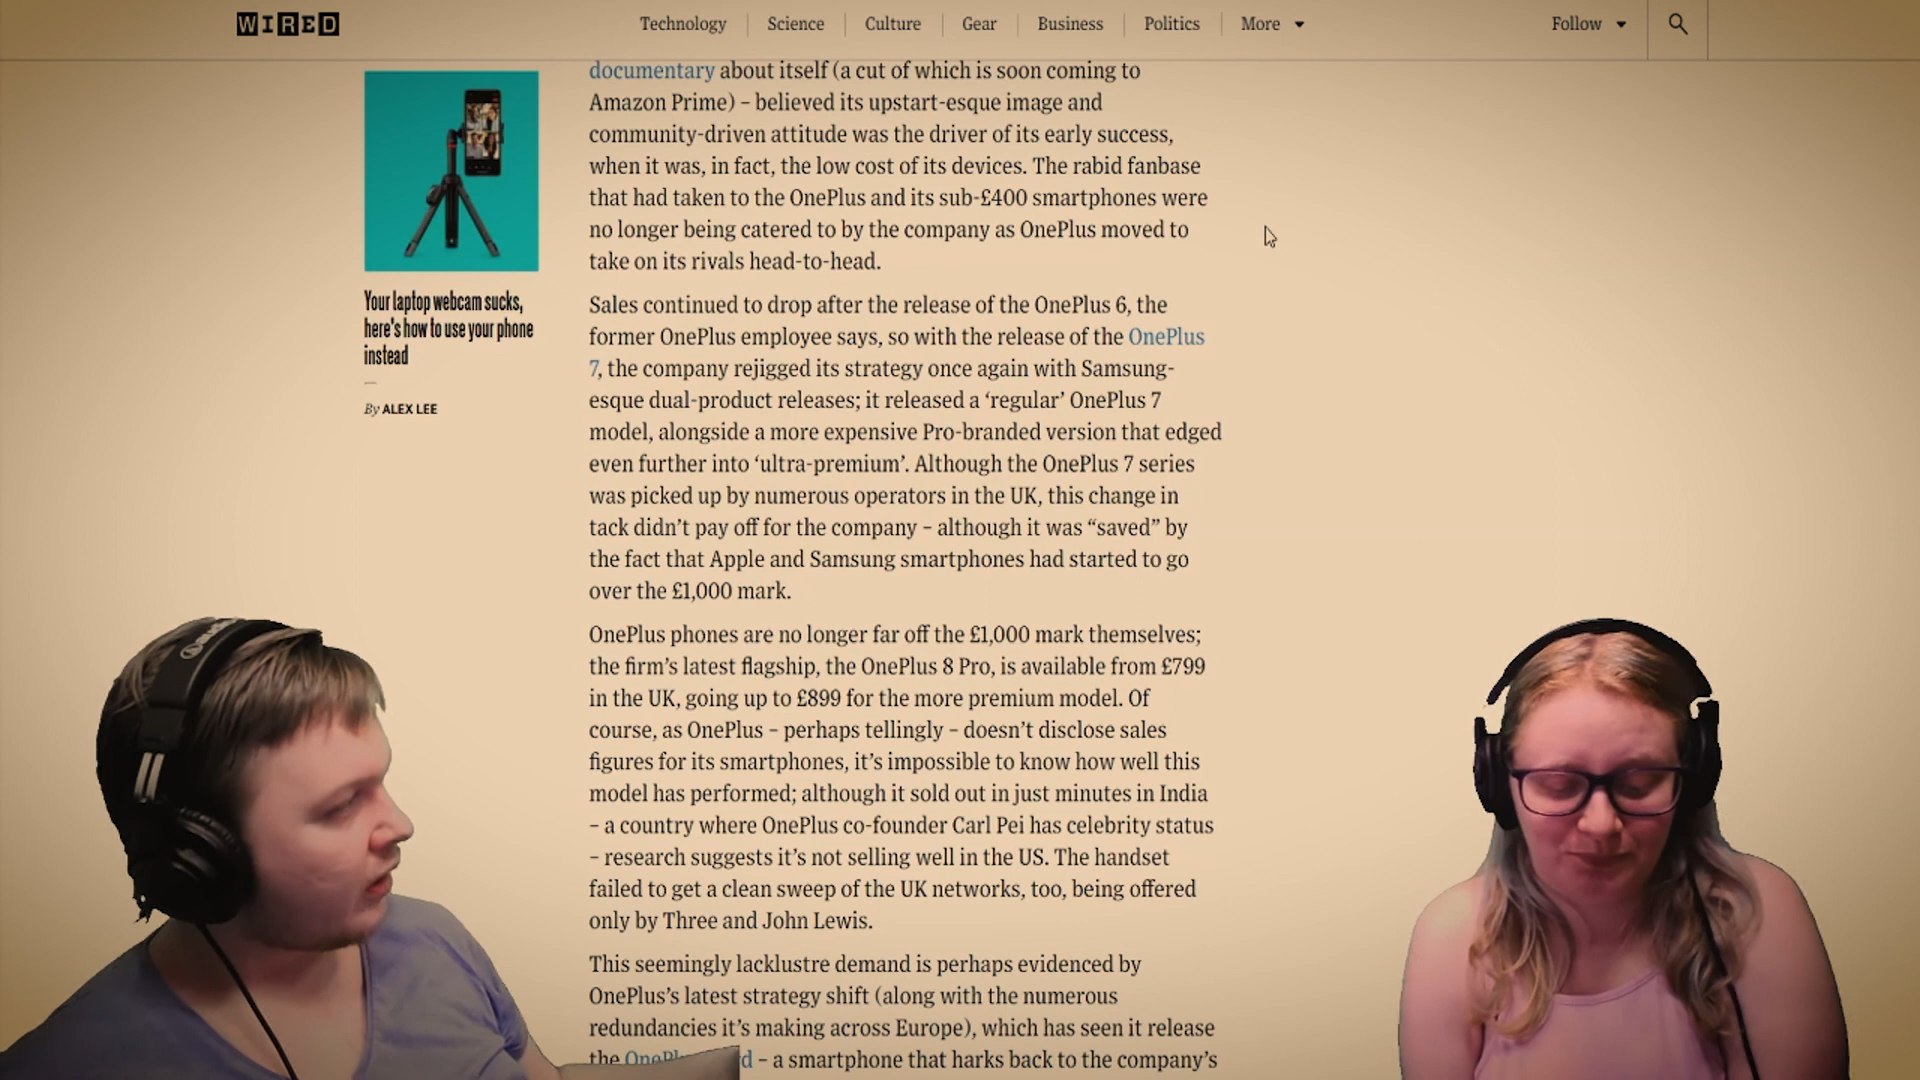 WIRED
Technology
Science
Culture
Gear
Business
Politics
More
Follow
documentary about itself (a cut of which is soon coming to
Amazon Prime) – believed its upstart-esque image and
community-driven attitude was the driver of its early success,
when it was, in fact, the low cost of its devices. The rabid fanbase
that had taken to the OnePlus and its sub-£400 smartphones were
no longer being catered to by the company as OnePlus moved to
take on its rivals head-to-head.
Your laptop webcam sucks,
here's how to use your phone
instead
By ALEX LEE
Sales continued to drop after the release of the OnePlus 6, the
former OnePlus employee says, so with the release of the OnePlus
7, the company rejigged its strategy once again with Samsung-
esque dual-product releases; it released a ‘regular’ OnePlus 7
model, alongside a more expensive Pro-branded version that edged
even further into ‘ultra-premium’. Although the OnePlus 7 series
was picked up by numerous operators in the UK, this change in
tack didn’t pay off for the company – although it was “saved” by
the fact that Apple and Samsung smartphones had started to go
over the £1,000 mark.
OnePlus phones are no longer far off the £1,000 mark themselves;
the firm’s latest flagship, the OnePlus 8 Pro, is available from £799
in the UK, going up to £899 for the more premium model. Of
course, as OnePlus – perhaps tellingly – doesn’t disclose sales
figures for its smartphones, it’s impossible to know how well this
model has performed; although it sold out in just minutes in India
– a country where OnePlus co-founder Carl Pei has celebrity status
– research suggests it’s not selling well in the US. The handset
failed to get a clean sweep of the UK networks, too, being offered
only by Three and John Lewis.
This seemingly lacklustre demand is perhaps evidenced by
OnePlus’s latest strategy shift (along with the numerous
redundancies it’s making across Europe), which has seen it release
the – a smartphone that harks back to the company’s